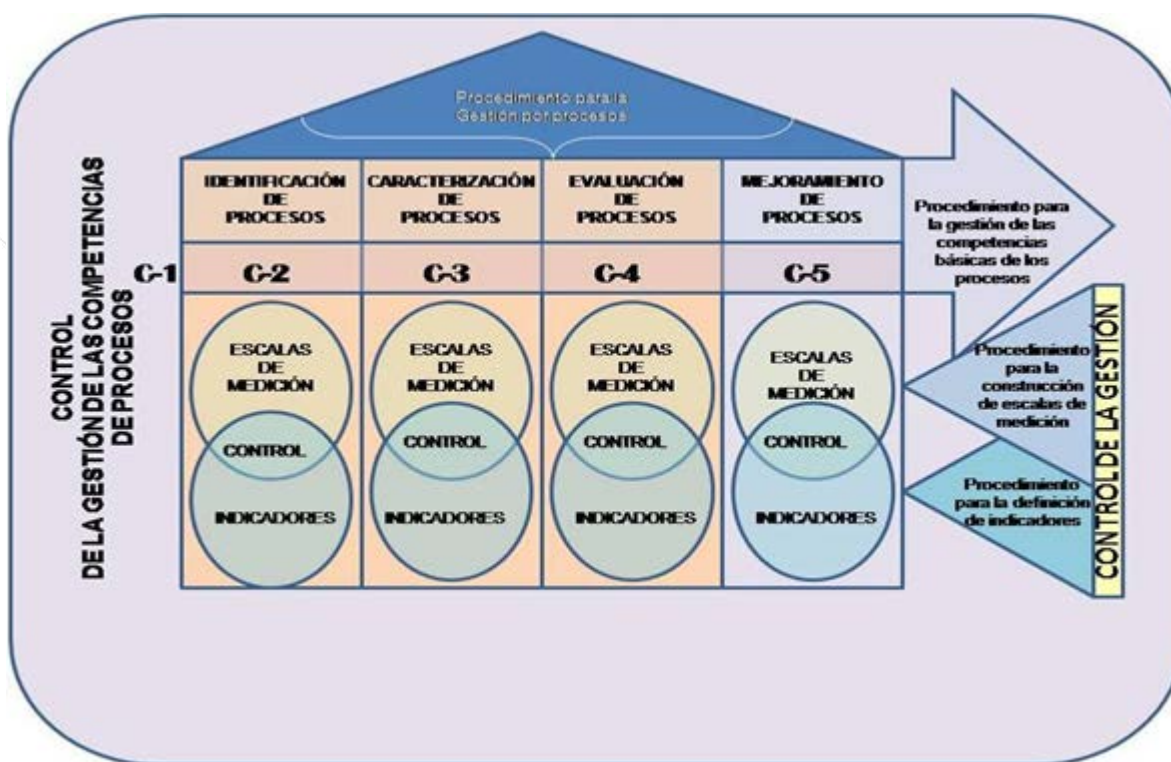 Procedimiento para la
Gestión por procesos
IDENTIFICACIÓN
DE
PROCESOS
CARACTERIZACIÓN
DE
PROCESOS
EVALUACIÓN
DE
PROCESOS
MEJORAMIENTO
DE
PROCESOS
Procedimiento para
la gestión de las
competencias
básicas de los
procesos
C-1
C-2
C-3
C-4
C-5
CONTROL
DE LA GESTIÓN DE LAS COMPETENCIAS
DE PROCESOS
ESCALAS
DE
MEDICIÓN
CONTROL
INDICADORES
ESCALAS
DE
MEDICIÓN
CONTROL
INDICADORES
ESCALAS
DE
MEDICIÓN
CONTROL
INDICADORES
ESCALAS
DE
MEDICIÓN
CONTROL
INDICADORES
Procedimiento
para la
construcción
de escalas de
medición
Procedimiento
para la definición
de indicadores
CONTROL DE LA GESTIÓN